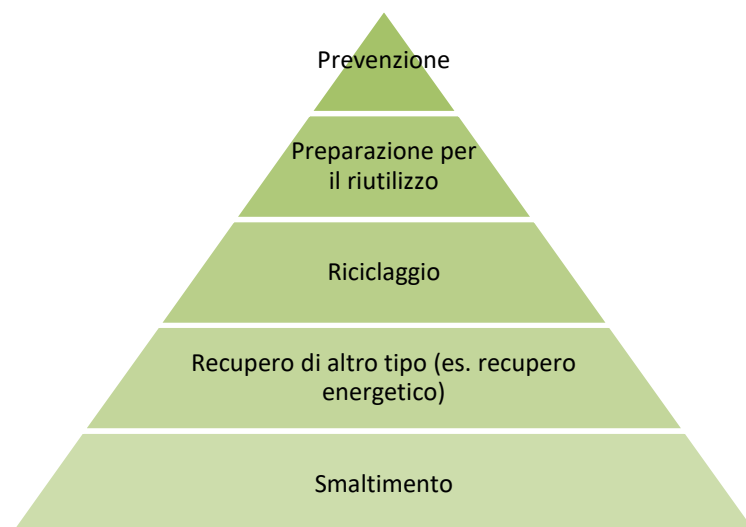 Prevenzione
Preparazione per
il riutilizzo
Riciclaggio
Recupero di altro tipo (es. recupero
energetico)
Smaltimento